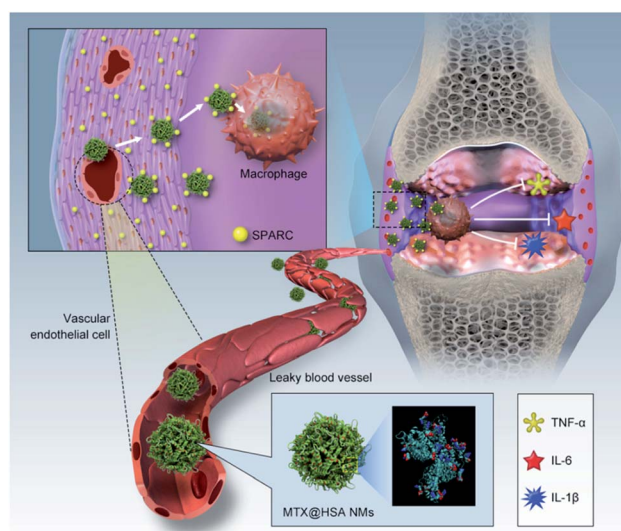 Macrophage
SPARC
Vascular
endothelial cell
Leaky blood vessel
MTX@HSA NMs
TNF-α
IL-6
IL-1β